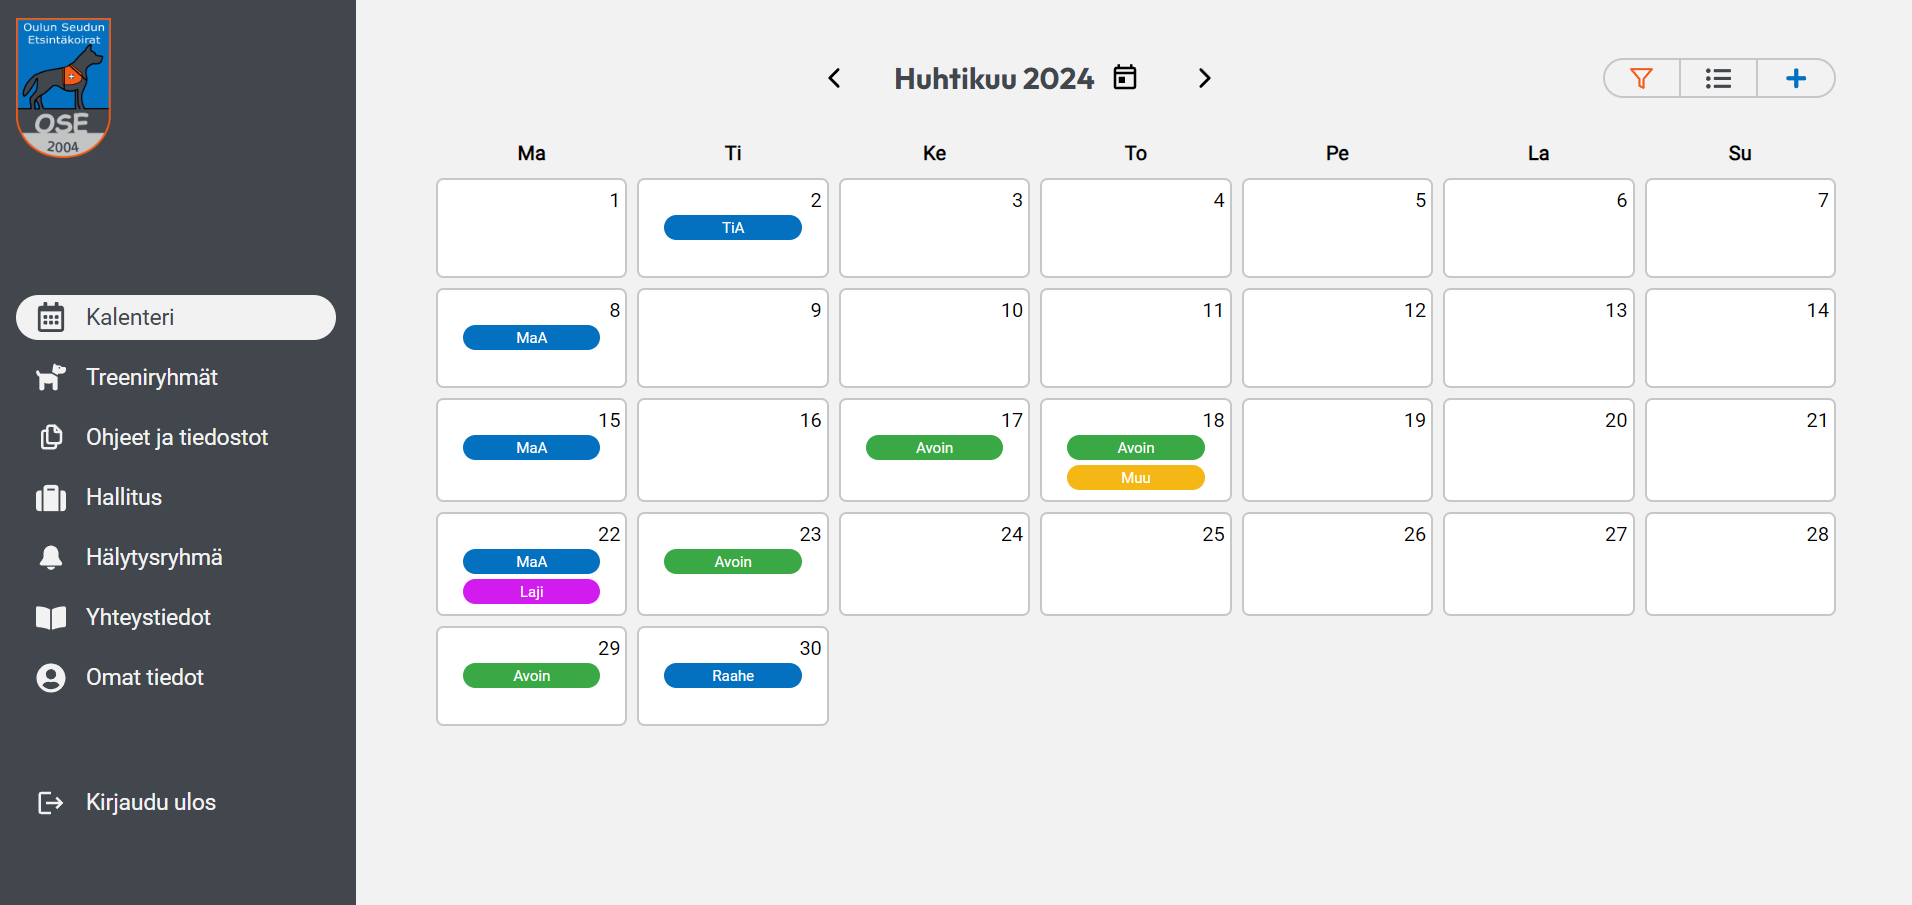 Oulun Seudun
Etsintäkoirat
OSE
2004
Kalenteri
Treeniryhmät
Ohjeet ja tiedostot
Hallitus
Hälytysryhmä
Yhteystiedot
Omat tiedot
Kirjaudu ulos
Huhtikuu 2024
Ma Ti Ke To Pe La Su
1 2 3 4 5 6 7
TiA
8 9 10 11 12 13 14
MaA
15 16 17 18 19 20 21
MaA Avoin Avoin
Muu
22 23 24 25 26 27 28
MaA Avoin
Laji
29 30
Avoin Raahe